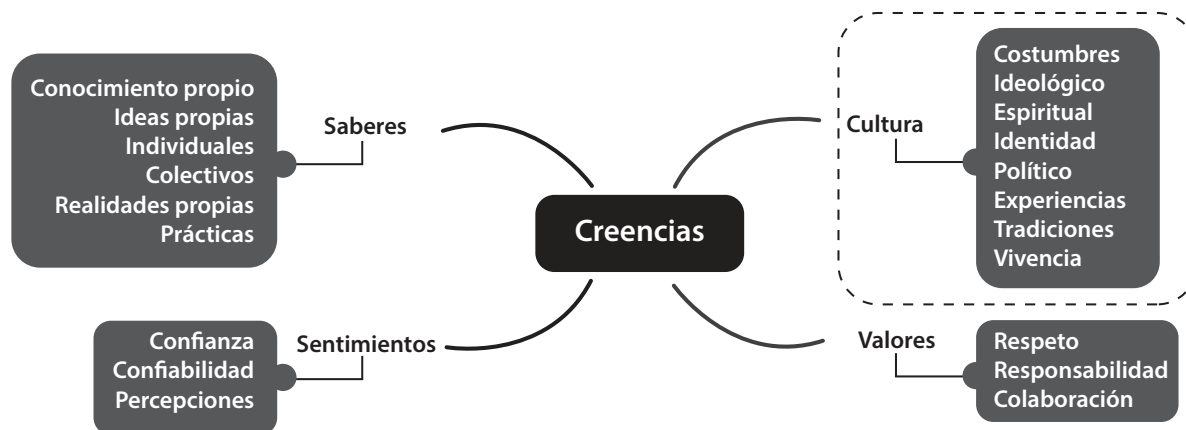 Creencias
Saberes
Conocimiento propio
Ideas propias
Individuales
Colectivos
Realidades propias
Prácticas
Sentimientos
Confianza
Confiabilidad
Percepciones
Cultura
Costumbres
Ideológico
Espiritual
Identidad
Político
Experiencias
Tradiciones
Vivencia
Valores
Respeto
Responsabilidad
Colaboración